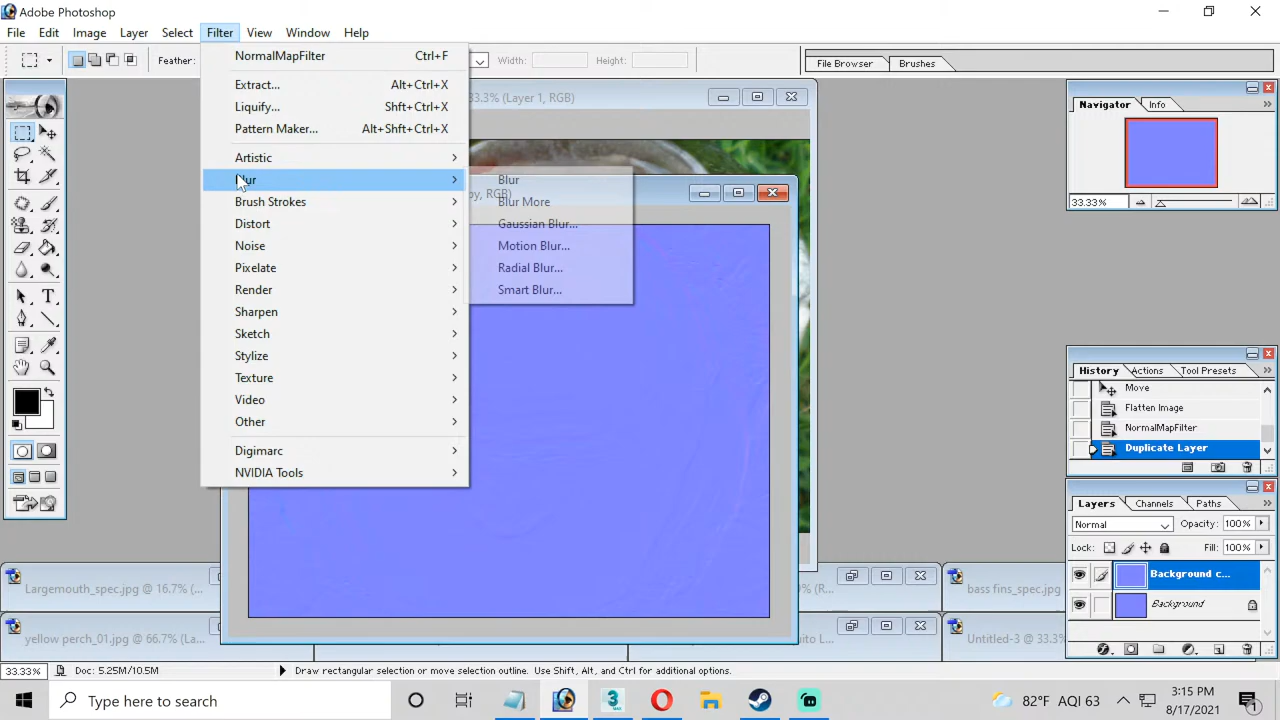 Adobe Photoshop
File Edit Image Layer Select Filter View Window Help
Feather: Width: Height: File Browser Brushes
NormalMapFilter Ctrl+F
Extract... Alt+Ctrl+X
Liquify... Shft+Ctrl+X
Pattern Maker... Alt+Shft+Ctrl+X
Artistic
Blur
Brush Strokes
Distort
Noise
Pixelate
Render
Sharpen
Sketch
Stylize
Texture
Video
Other
Digimarc
NVIDIA Tools
Blur
Blur More
Gaussian Blur...
Motion Blur...
Radial Blur...
Smart Blur...
33.3% (Layer 1, RGB)
py, RGB)
Navigator Info
33.33%
History Actions Tool Presets
Move
Flatten Image
NormalMapFilter
Duplicate Layer
Layers Channels Paths
Normal Opacity: 100%
Lock: Fill: 100%
Background c...
Background
Largemouth_spec.jpg @ 16.7% (La
bass fins_spec.jpg
yellow perch_01.jpg @ 66.7% (La
Untitled-3 @ 33.3%
33.33% Doc: 5.25M/10.5M Draw rectangular selection or move selection outline. Use Shift, Alt, and Ctrl for additional options.
Type here to search
82°F AQI 63
3:15 PM
8/17/2021